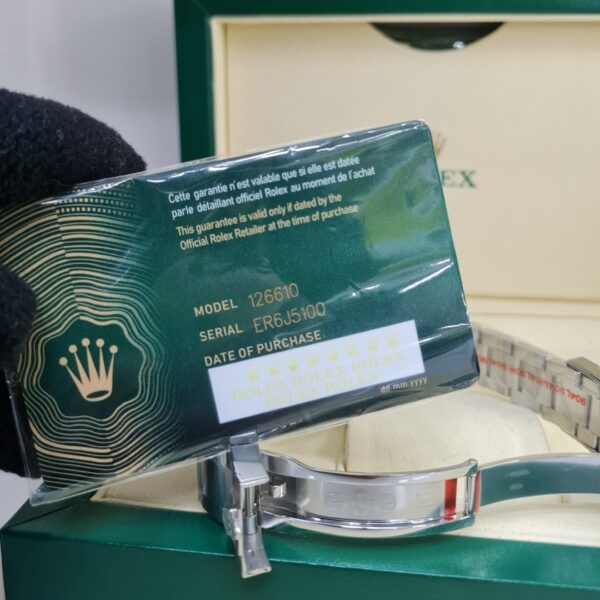 ROLEX
Cette garantie n'est valable que si elle est datée
parle détaillant officiel Rolex au moment de l'achat
This guarantee is valid only if dated by the
Official Rolex Retailer at the time of purchase
MODEL 126610
SERIAL ER6J5100
DATE OF PURCHASE
ROLEX ROLEX ROLEX
ROLEX ROLEX
dd mm.yyyy